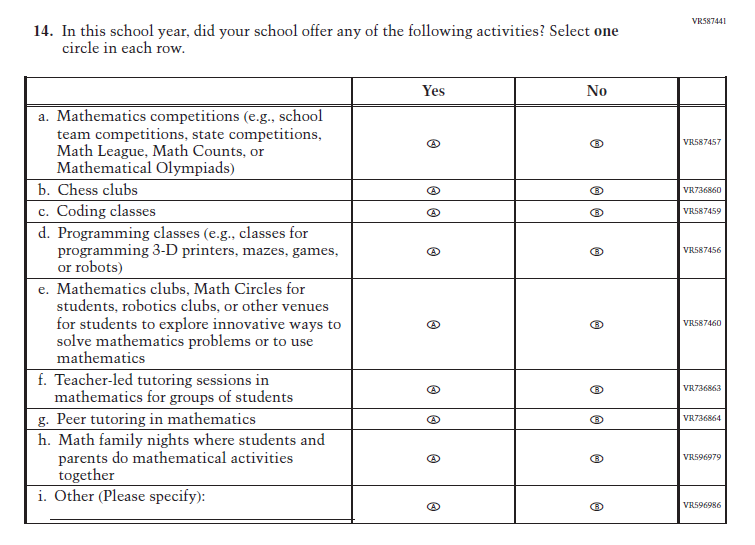 VR587441
14. In this school year, did your school offer any of the following activities? Select one
circle in each row.
Yes No
a. Mathematics competitions (e.g., school
team competitions, state competitions,
Math League, Math Counts, or
Mathematical Olympiads)
A B VR587457
b. Chess clubs A B VR736860
c. Coding classes A B VR587459
d. Programming classes (e.g., classes for
programming 3-D printers, mazes, games,
or robots)
A B VR587456
e. Mathematics clubs, Math Circles for
students, robotics clubs, or other venues
for students to explore innovative ways to
solve mathematics problems or to use
mathematics
A B VR587460
f. Teacher-led tutoring sessions in
mathematics for groups of students
A B VR736863
g. Peer tutoring in mathematics A B VR736864
h. Math family nights where students and
parents do mathematical activities
together
A B VR596979
i. Other (Please specify):
A B VR596986